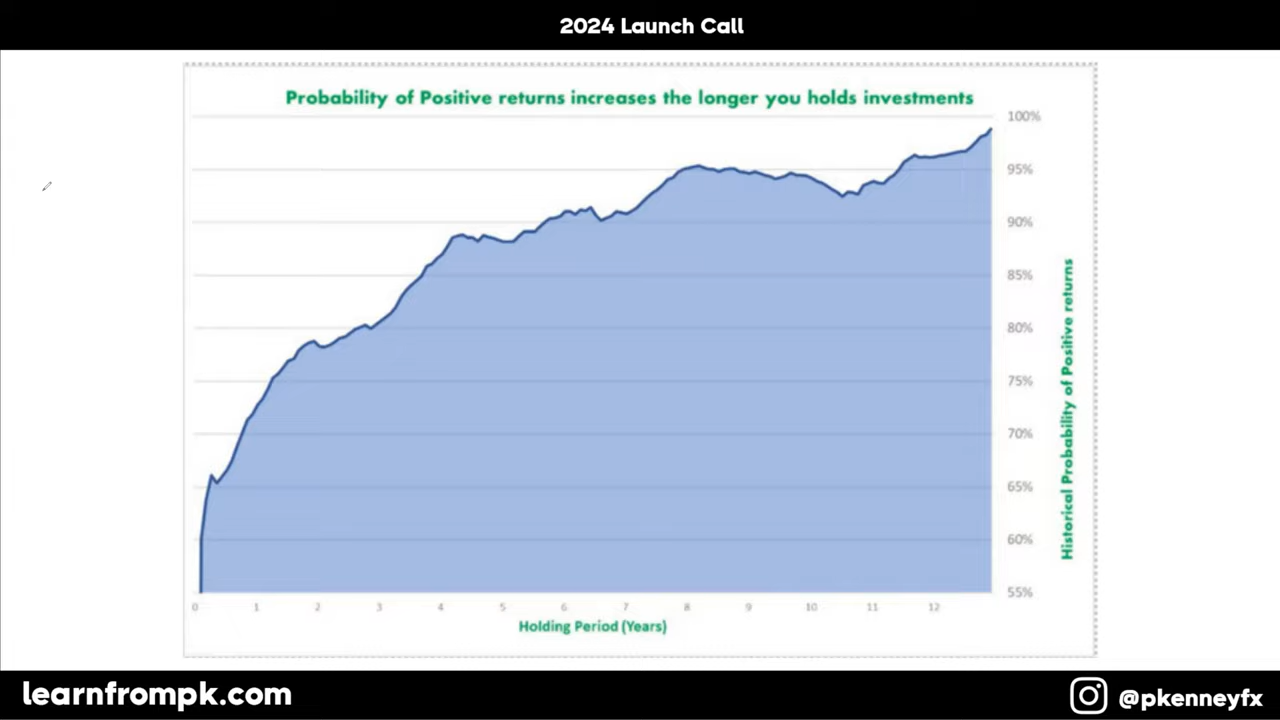 2024 Launch Call
Probability of Positive returns increases the longer you holds investments
100%
95%
90%
85%
80%
75%
70%
65%
60%
55%
Historical Probability of Positive returns
0 1 2 3 4 5 6 7 8 9 10 11 12
Holding Period (Years)
learnfrompk.com
@pkenneyfx